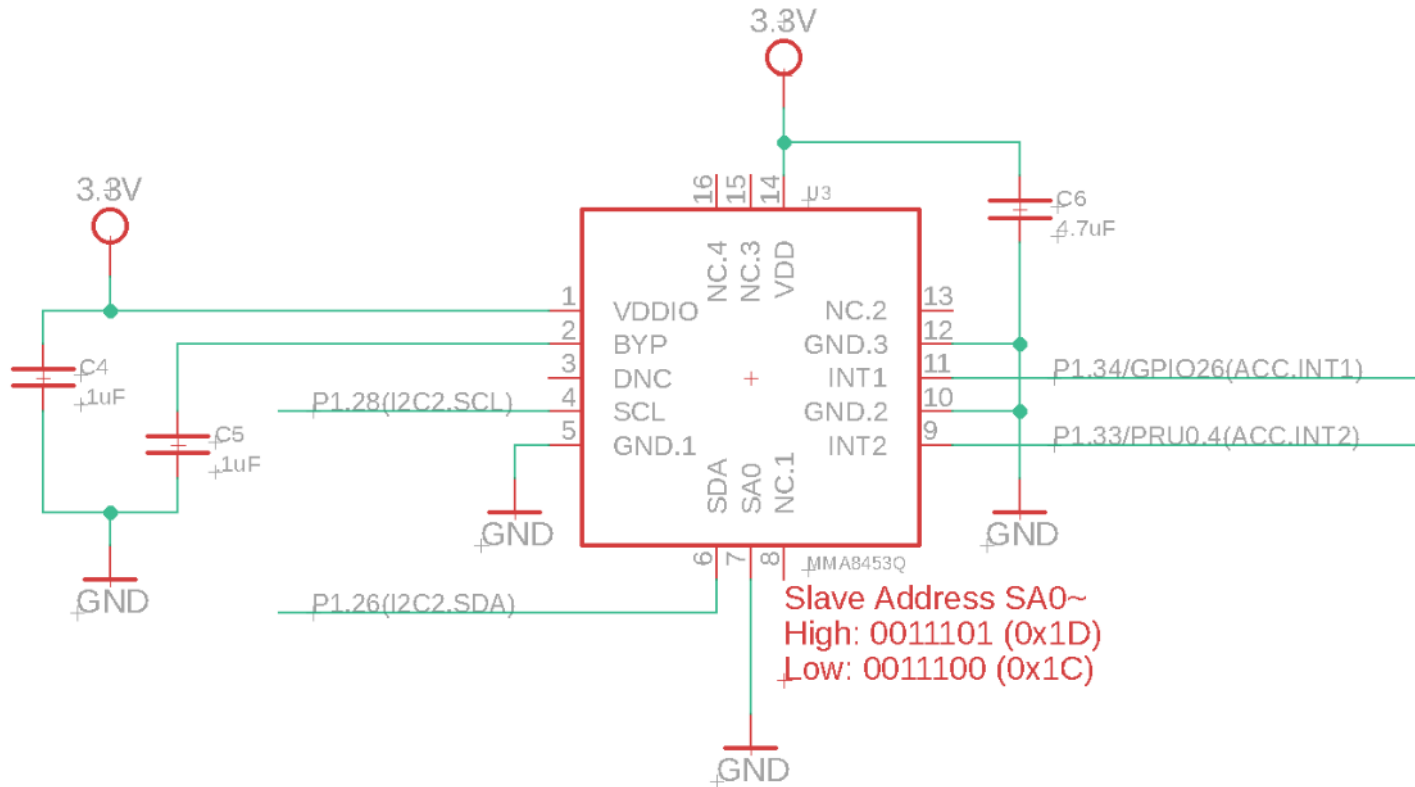 3.3V
3.3V
16
15
14
U3
C6
4.7uF
NC.4
NC.3
VDD
1
VDDIO
NC.2
13
2
BYP
GND.3
12
3
DNC
INT1
11
P1.34/GPIO26(ACC.INT1)
C4
.1uF
P1.28(I2C2.SCL)
4
SCL
GND.2
10
5
GND.1
INT2
9
P1.33/PRU0.4(ACC.INT2)
C5
.1uF
SDA
SA0
NC.1
GND
GND
6
7
8
MMA8453Q
GND
P1.26(I2C2.SDA)
Slave Address SA0~
High: 0011101 (0x1D)
Low: 0011100 (0x1C)
GND